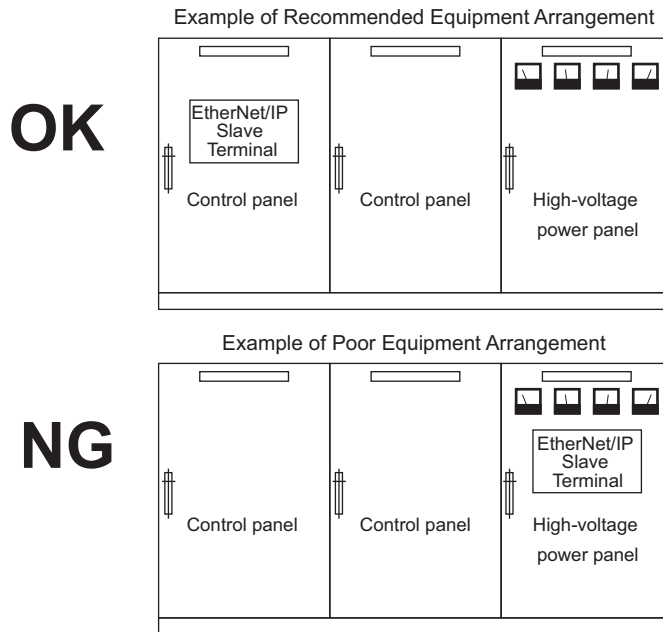 Example of Recommended Equipment Arrangement
OK
EtherNet/IP
Slave
Terminal
Control panel
Control panel
High-voltage
power panel
Example of Poor Equipment Arrangement
NG
EtherNet/IP
Slave
Terminal
Control panel
Control panel
High-voltage
power panel